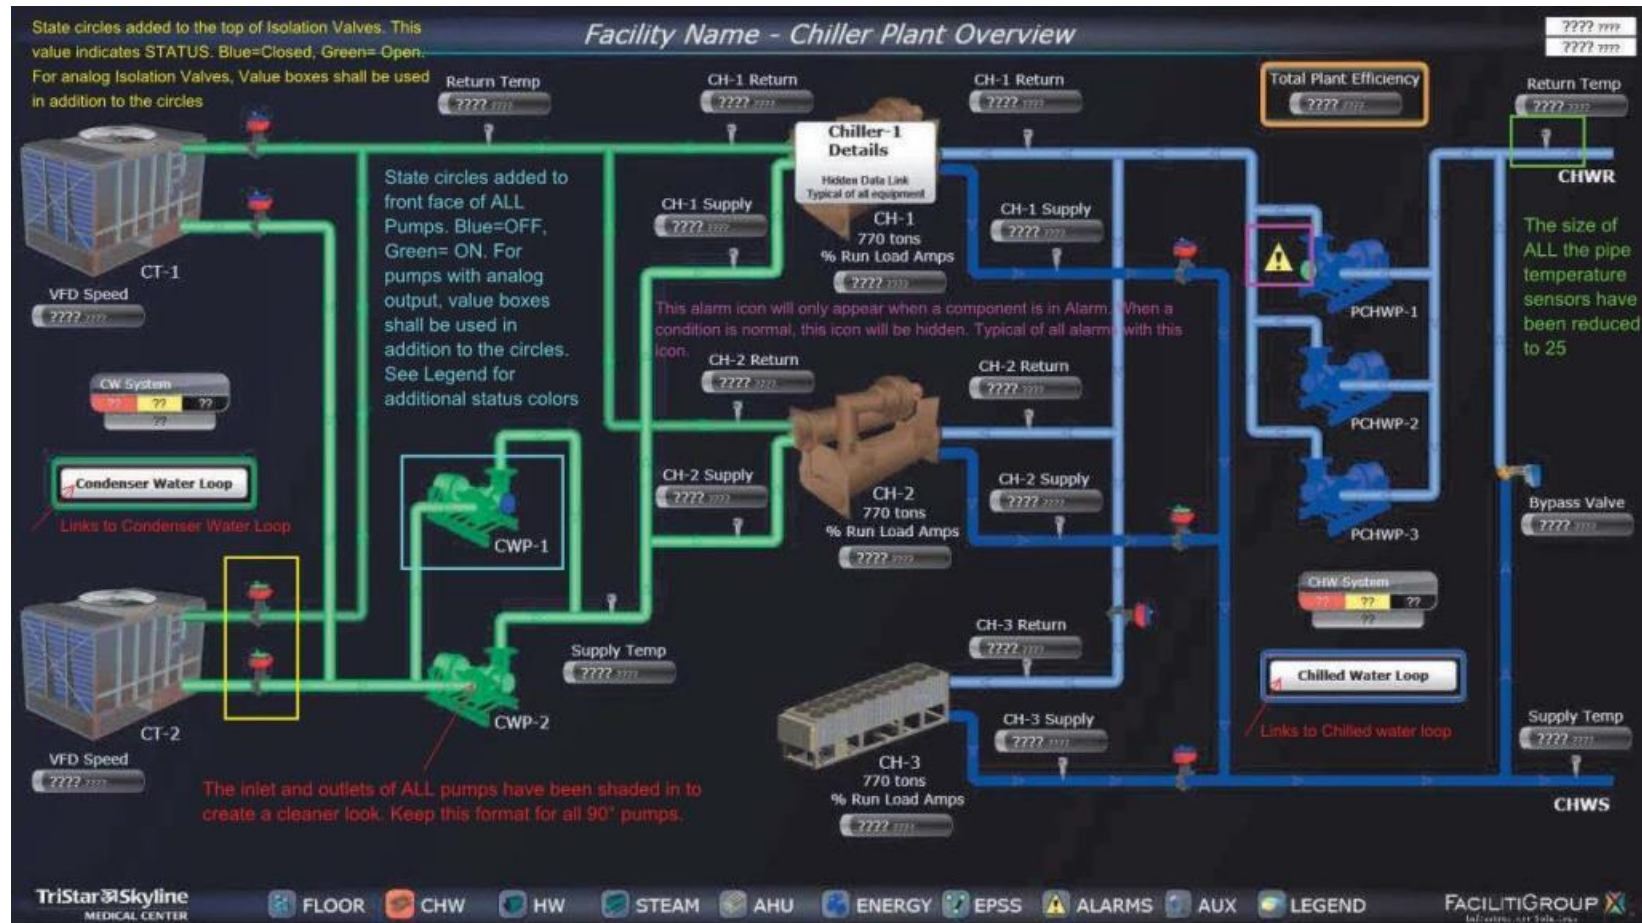 State circles added to the top of Isolation Valves. This
value indicates STATUS. Blue=Closed, Green= Open.
For analog Isolation Valves, Value boxes shall be used
in addition to the circles
Facility Name - Chiller Plant Overview
???? ????
???? ????
Return Temp
???? ????
CH-1 Return
???? ????
CH-1 Return
???? ????
Total Plant Efficiency
???? ????
Return Temp
???? ????
Chiller-1
Details
Hidden Data Link
Typical of all equipment
CHWR
State circles added to
front face of ALL
Pumps. Blue=OFF,
Green= ON. For
pumps with analog
output, value boxes
shall be used in
addition to the circles.
See Legend for
additional status colors
CH-1 Supply
???? ????
CH-1
770 tons
% Run Load Amps
???? ????
CH-1 Supply
???? ????
The size of
ALL the pipe
temperature
sensors have
been reduced
to 25
CT-1
VFD Speed
???? ????
PCHWP-1
This alarm icon will only appear when a component is in Alarm. When a
condition is normal, this icon will be hidden. Typical of all alarms with this
icon.
CH-2 Return
???? ????
CH-2 Return
???? ????
CW System
?? ?? ??
??
PCHWP-2
Condenser Water Loop
Links to Condenser Water Loop
CH-2 Supply
???? ????
CH-2
770 tons
% Run Load Amps
???? ????
CH-2 Supply
???? ????
Bypass Valve
???? ????
PCHWP-3
CWP-1
CHW System
?? ?? ??
??
CH-3 Return
???? ????
Supply Temp
???? ????
Chilled Water Loop
Links to Chilled water loop
CWP-2
CT-2
VFD Speed
???? ????
CH-3 Supply
???? ????
Supply Temp
???? ????
CH-3
770 tons
% Run Load Amps
???? ????
The inlet and outlets of ALL pumps have been shaded in to
create a cleaner look. Keep this format for all 90° pumps.
CHWS
TriStar Skyline
MEDICAL CENTER
FLOOR
CHW
HW
STEAM
AHU
ENERGY
EPSS
ALARMS
AUX
LEGEND
FACILITIGROUP